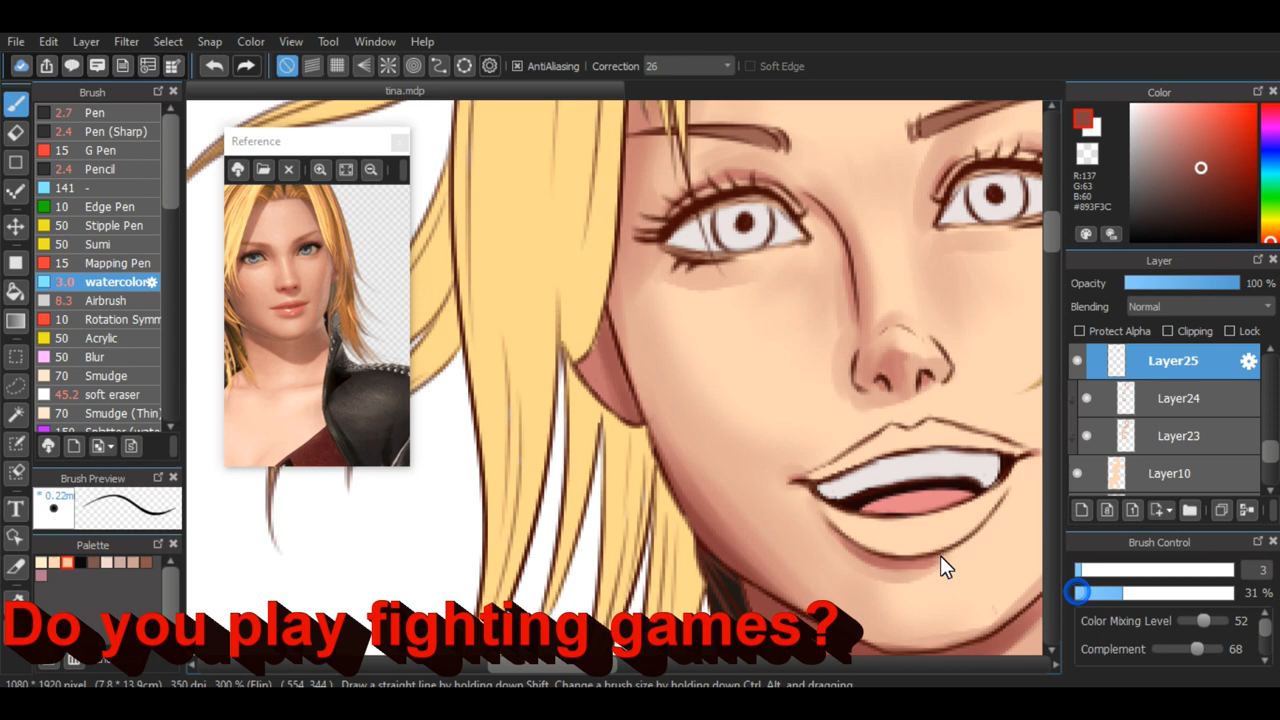 File Edit Layer Filter Select Snap Color View Tool Window Help
AntiAliasing Correction 26 Soft Edge
Brush
tina.mdp
Color
2.7 Pen
2.4 Pen (Sharp)
15 G Pen
2.4 Pencil
141 -
10 Edge Pen
50 Stipple Pen
50 Sumi
15 Mapping Pen
3.0 watercolor
8.3 Airbrush
10 Rotation Symm
50 Acrylic
50 Blur
70 Smudge
45.2 soft eraser
70 Smudge (Thin)
Reference
R:137
G:63
B:60
#893F3C
Layer
Opacity 100 %
Blending Normal
Protect Alpha Clipping Lock
Layer25
Layer24
Layer23
Layer10
Brush Preview
* 0.22m
Palette
Brush Control
3
31 %
Color Mixing Level 52
Complement 68
Do you play fighting games?
1080 * 1920 pixel (7.8 * 13.9cm) 350 dpi 300 % (Flip) ( 554, 344 ) Draw a straight line by holding down Shift, Change a brush size by holding down Ctrl, Alt, and dragging